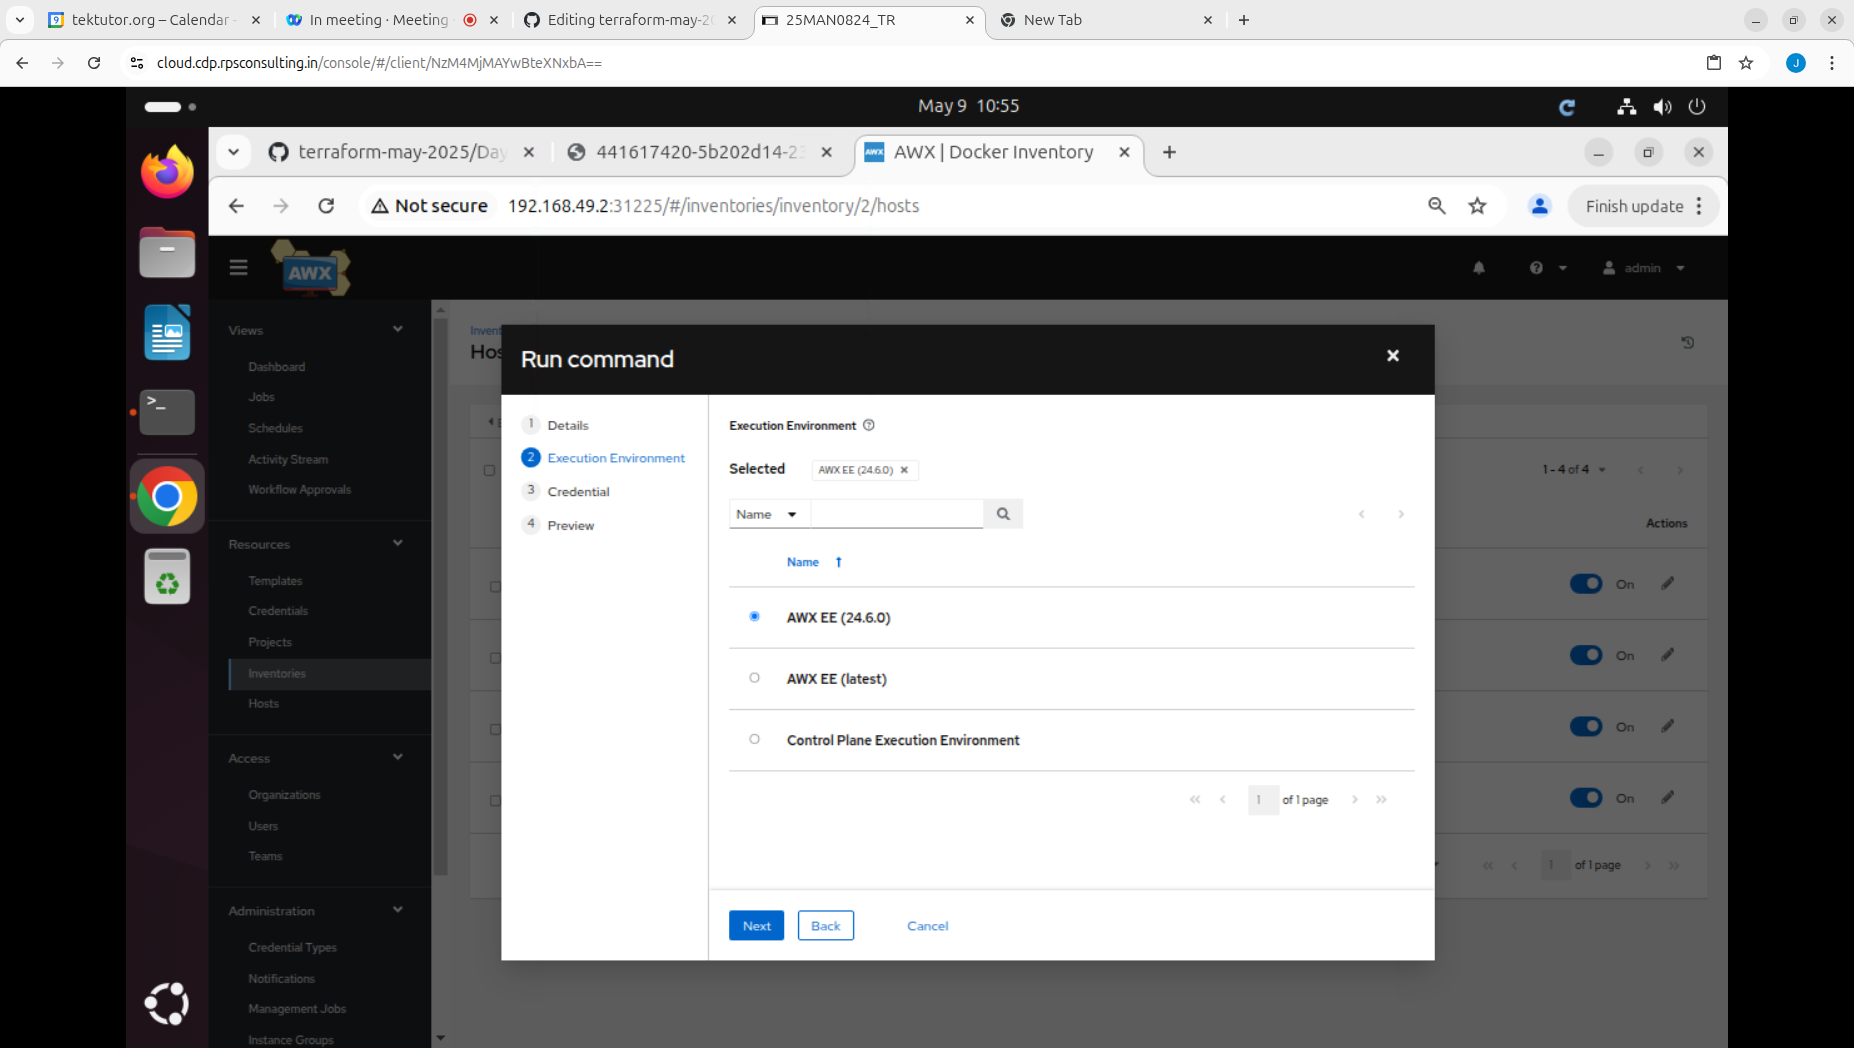 tektutor.org – Calendar -
In meeting · Meeting
Editing terraform-may-20
25MAN0824_TR
New Tab
cloud.cdp.rpsconsulting.in/console/#/client/NzM4MjMAYwBteXNxbA==
J
May 9 10:55
terraform-may-2025/Day
441617420-5b202d14-23
AWX | Docker Inventory
Not secure
192.168.49.2:31225/#/inventories/inventory/2/hosts
Finish update
AWX
admin
Views
Dashboard
Jobs
Schedules
Activity Stream
Workflow Approvals
Resources
Templates
Credentials
Projects
Inventories
Hosts
Access
Organizations
Users
Teams
Administration
Credential Types
Notifications
Management Jobs
Instance Groups
Invent
Hos
Run command
1 Details
2 Execution Environment
3 Credential
4 Preview
Execution Environment
Selected
AWX EE (24.6.0)
Name
Name
AWX EE (24.6.0)
AWX EE (latest)
Control Plane Execution Environment
1 of 1 page
Next
Back
Cancel
1 - 4 of 4
Actions
On
On
On
On
1 of 1 page